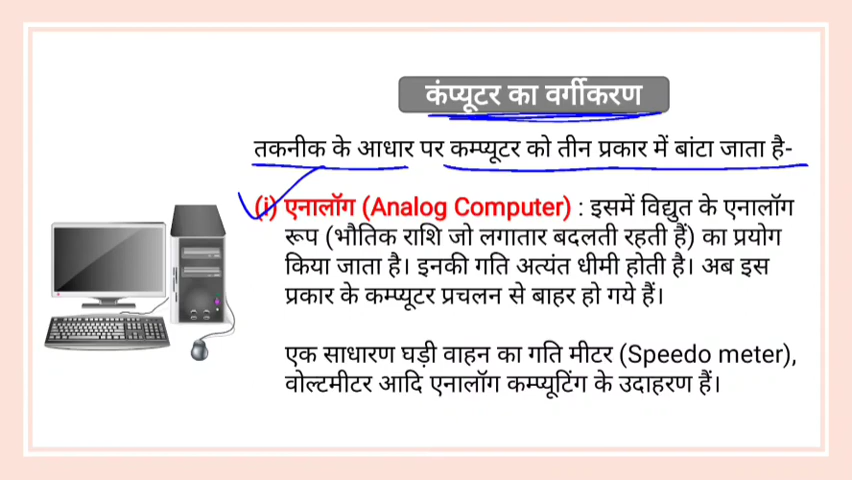 कंप्यूटर का वर्गीकरण
तकनीक के आधार पर कम्प्यूटर को तीन प्रकार में बांटा जाता है-
(i) एनालॉग (Analog Computer) : इसमें विद्युत के एनालॉग
रूप (भौतिक राशि जो लगातार बदलती रहती हैं) का प्रयोग
किया जाता है। इनकी गति अत्यंत धीमी होती है। अब इस
प्रकार के कम्प्यूटर प्रचलन से बाहर हो गये हैं।
एक साधारण घड़ी वाहन का गति मीटर (Speedo meter),
वोल्टमीटर आदि एनालॉग कम्प्यूटिंग के उदाहरण हैं।